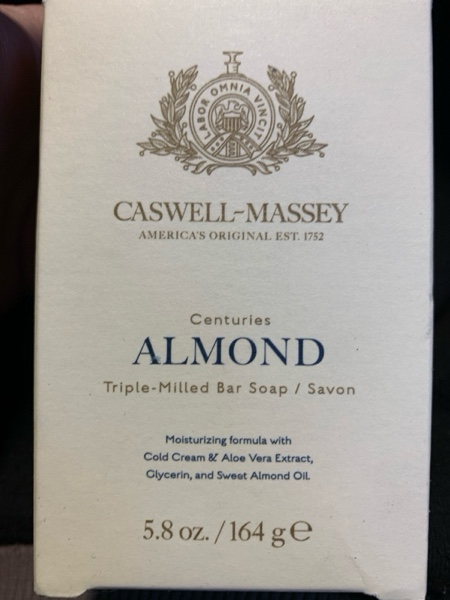 LABOR OMNIA VINCIT
CASWELL-MASSEY
AMERICA'S ORIGINAL EST. 1752
Centuries
ALMOND
Triple-Milled Bar Soap / Savon
Moisturizing formula with
Cold Cream & Aloe Vera Extract,
Glycerin, and Sweet Almond Oil.
5.8 oz. / 164 g ℮